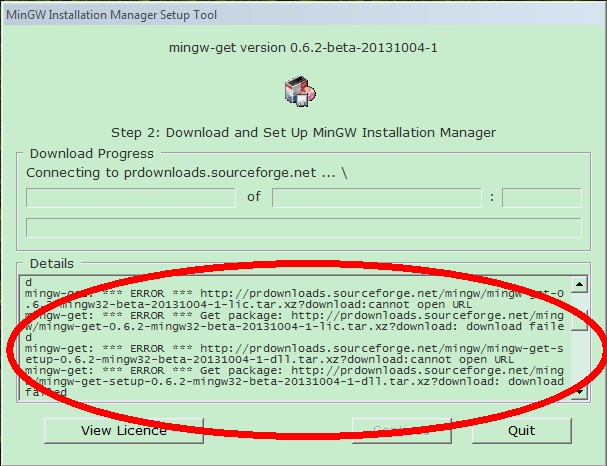 MinGW Installation Manager Setup Tool
mingw-get version 0.6.2-beta-20131004-1
Step 2: Download and Set Up MinGW Installation Manager
Download Progress
Connecting to prdownloads.sourceforge.net ... \
of :
Details
d
mingw-get: *** ERROR *** http://prdownloads.sourceforge.net/mingw/mingw-get-0
.6.2-mingw32-beta-20131004-1-lic.tar.xz?download:cannot open URL
mingw-get: *** ERROR *** Get package: http://prdownloads.sourceforge.net/ming
w/mingw-get-0.6.2-mingw32-beta-20131004-1-lic.tar.xz?download: download faile
d
mingw-get: *** ERROR *** http://prdownloads.sourceforge.net/mingw/mingw-get-s
etup-0.6.2-mingw32-beta-20131004-1-dll.tar.xz?download:cannot open URL
mingw-get: *** ERROR *** Get package: http://prdownloads.sourceforge.net/ming
w/mingw-get-setup-0.6.2-mingw32-beta-20131004-1-dll.tar.xz?download: download
failed
View Licence
Quit